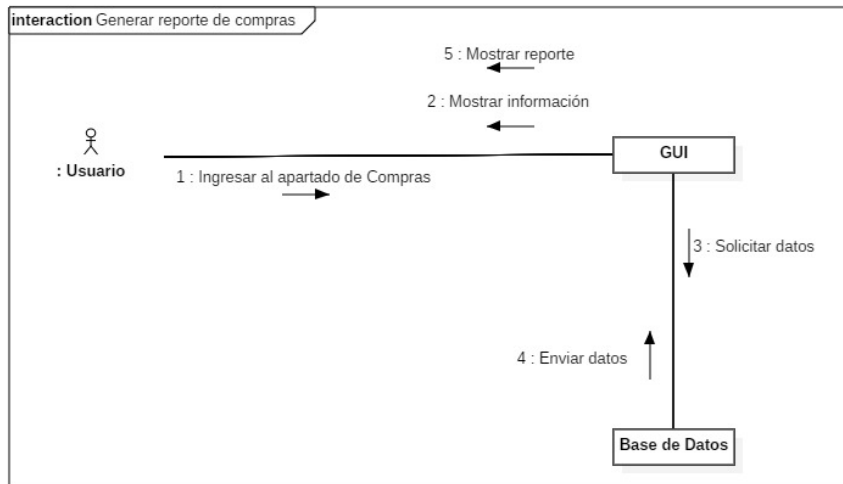 interaction Generar reporte de compras
5 : Mostrar reporte
2 : Mostrar información
GUI
: Usuario
1 : Ingresar al apartado de Compras
3 : Solicitar datos
4 : Enviar datos
Base de Datos